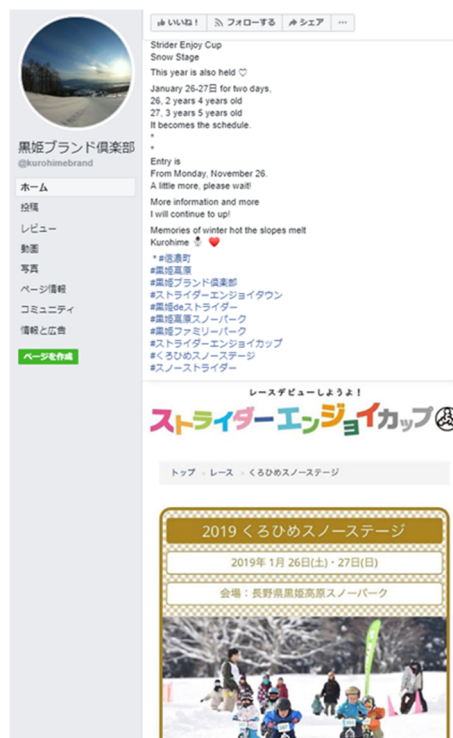 いいね！ フォローする シェア ...
黒姫ブランド倶楽部
@kurohimebrand
ホーム
投稿
レビュー
動画
写真
ページ情報
コミュニティ
情報と広告
ページを作成
Strider Enjoy Cup
Snow Stage
This year is also held ♡
January 26-27日 for two days,
26, 2 years 4 years old
27, 3 years 5 years old
It becomes the schedule.
*
*
Entry is
From Monday, November 26.
A little more, please wait!
More information and more
I will continue to up!
Memories of winter hot the slopes melt
Kurohime ⛄ ❤️
* #信濃町
#黒姫高原
#黒姫ブランド倶楽部
#ストライダーエンジョイタウン
#黒姫deストライダー
#黒姫高原スノーパーク
#黒姫ファミリーパーク
#ストライダーエンジョイカップ
#くろひめスノーステージ
#スノーストライダー
レースデビューしようよ！
ストライダーエンジョイカップ
トップ » レース » くろひめスノーステージ
2019 くろひめスノーステージ
2019年 1月 26日(土)・27日(日)
会場：長野県黒姫高原スノーパーク